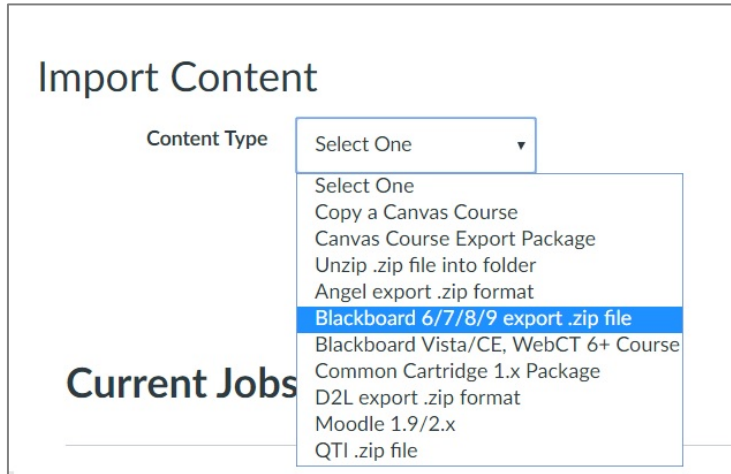 Import Content
Content Type
Select One
Select One
Copy a Canvas Course
Canvas Course Export Package
Unzip .zip file into folder
Angel export .zip format
Blackboard 6/7/8/9 export .zip file
Blackboard Vista/CE, WebCT 6+ Course
Common Cartridge 1.x Package
D2L export .zip format
Moodle 1.9/2.x
QTI .zip file
Current Jobs